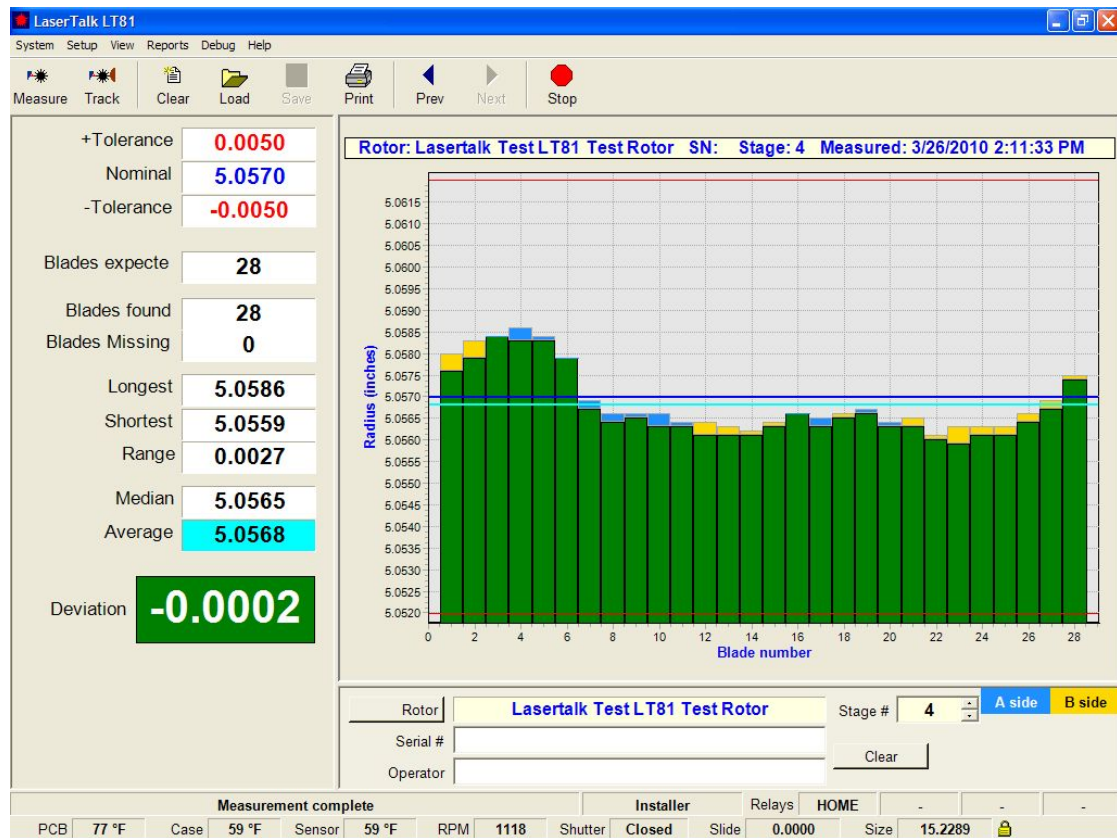 LaserTalk LT81
System Setup View Reports Debug Help
Measure Track Clear Load Save Print Prev Next Stop
+Tolerance 0.0050
Nominal 5.0570
-Tolerance -0.0050
Blades expecte 28
Blades found 28
Blades Missing 0
Longest 5.0586
Shortest 5.0559
Range 0.0027
Median 5.0565
Average 5.0568
Deviation -0.0002
Rotor: Lasertalk Test LT81 Test Rotor SN: Stage: 4 Measured: 3/26/2010 2:11:33 PM
Radius (inches)
5.0615
5.0610
5.0605
5.0600
5.0595
5.0590
5.0585
5.0580
5.0575
5.0570
5.0565
5.0560
5.0555
5.0550
5.0545
5.0540
5.0535
5.0530
5.0525
5.0520
0 2 4 6 8 10 12 14 16 18 20 22 24 26 28
Blade number
Rotor Lasertalk Test LT81 Test Rotor Stage # 4 A side B side
Serial #
Clear
Operator
Measurement complete Installer Relays HOME - - -
PCB 77 °F Case 59 °F Sensor 59 °F RPM 1118 Shutter Closed Slide 0.0000 Size 15.2289